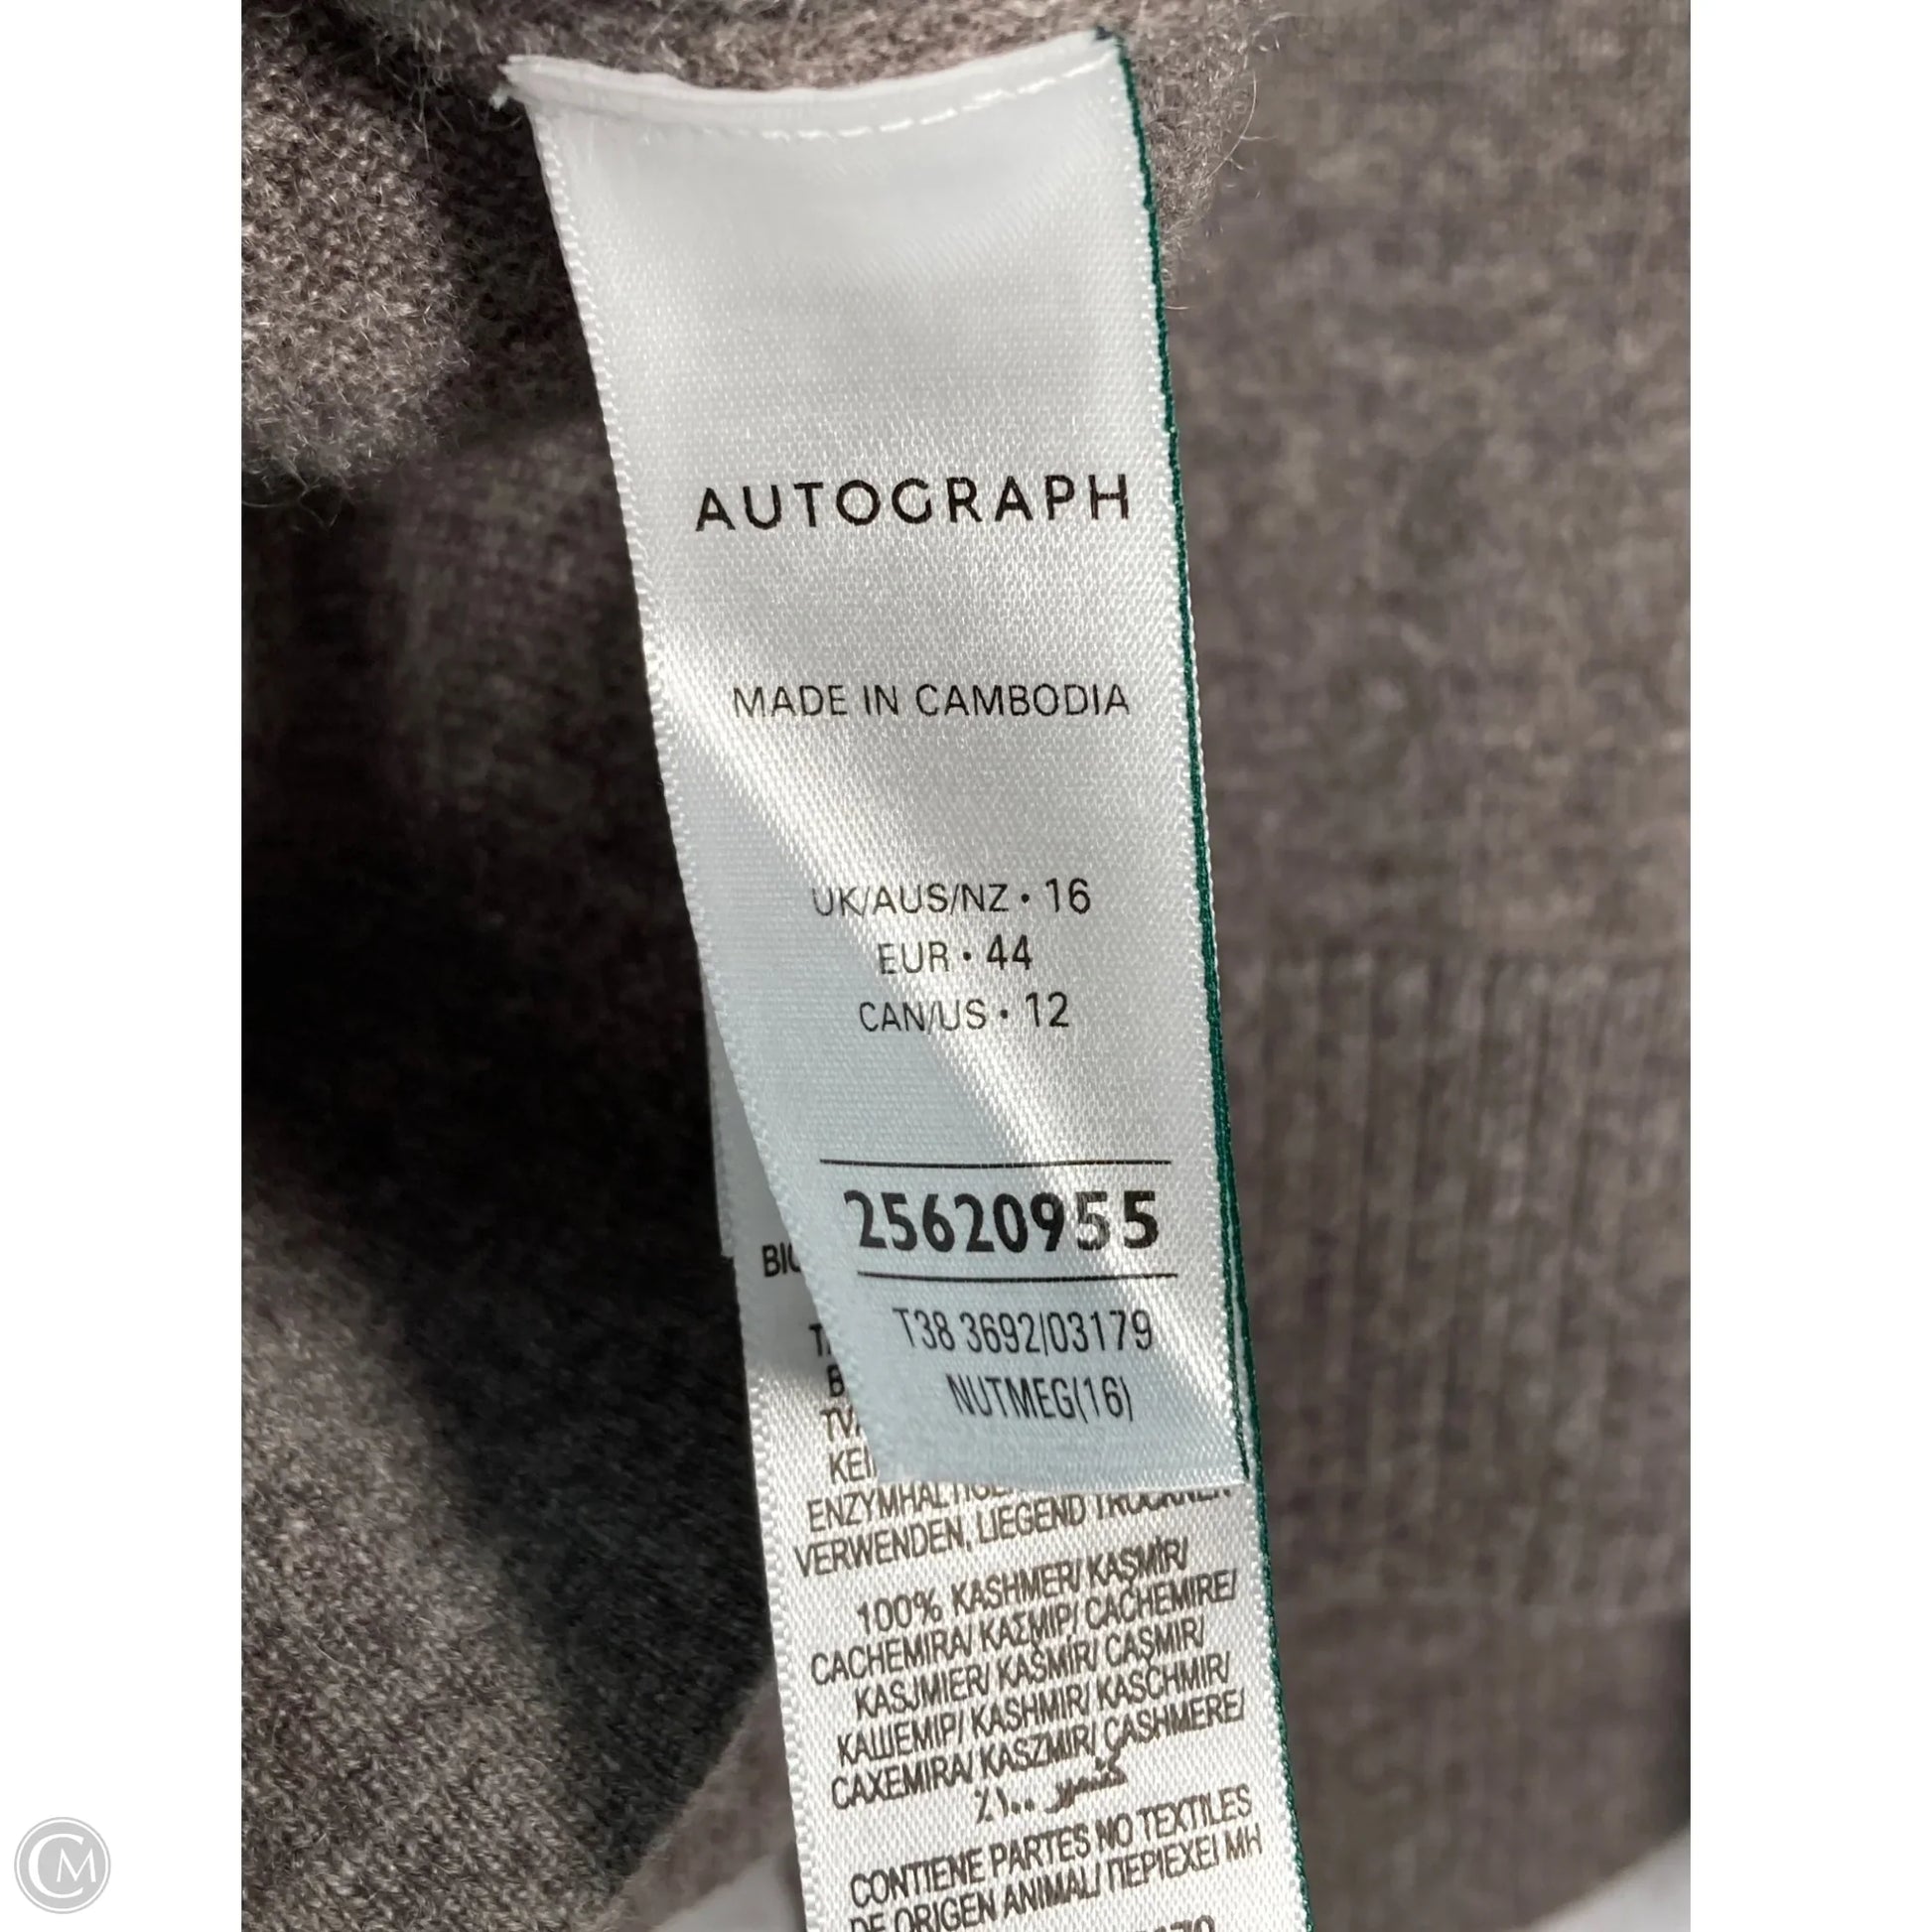 AUTOGRAPH
MADE IN CAMBODIA
UK/AUS/NZ • 16
EUR • 44
CAN/US • 12
25620955
T38 3692/03179
NUTMEG(16)
VERWENDEN, LIEGEND TROCKNEN
100% KASHMER/ KAŞMİR/
CACHEMIRA/ ΚΑΣΜΙΡ/ CACHEMIRE/
KASJMIER/ KAŠMÍR/ CAŞMIR/
КАШЕМИР/ KASHMIR/ KASCHMIR/
CAXEMIRA/ KASZMIR/ CASHMERE/
٪١٠٠ كشمير
CONTIENE PARTES NO TEXTILES
DE ORIGEN ANIMAL/ ΠΕΡΙΕΧΕΙ ΜΗ
CM